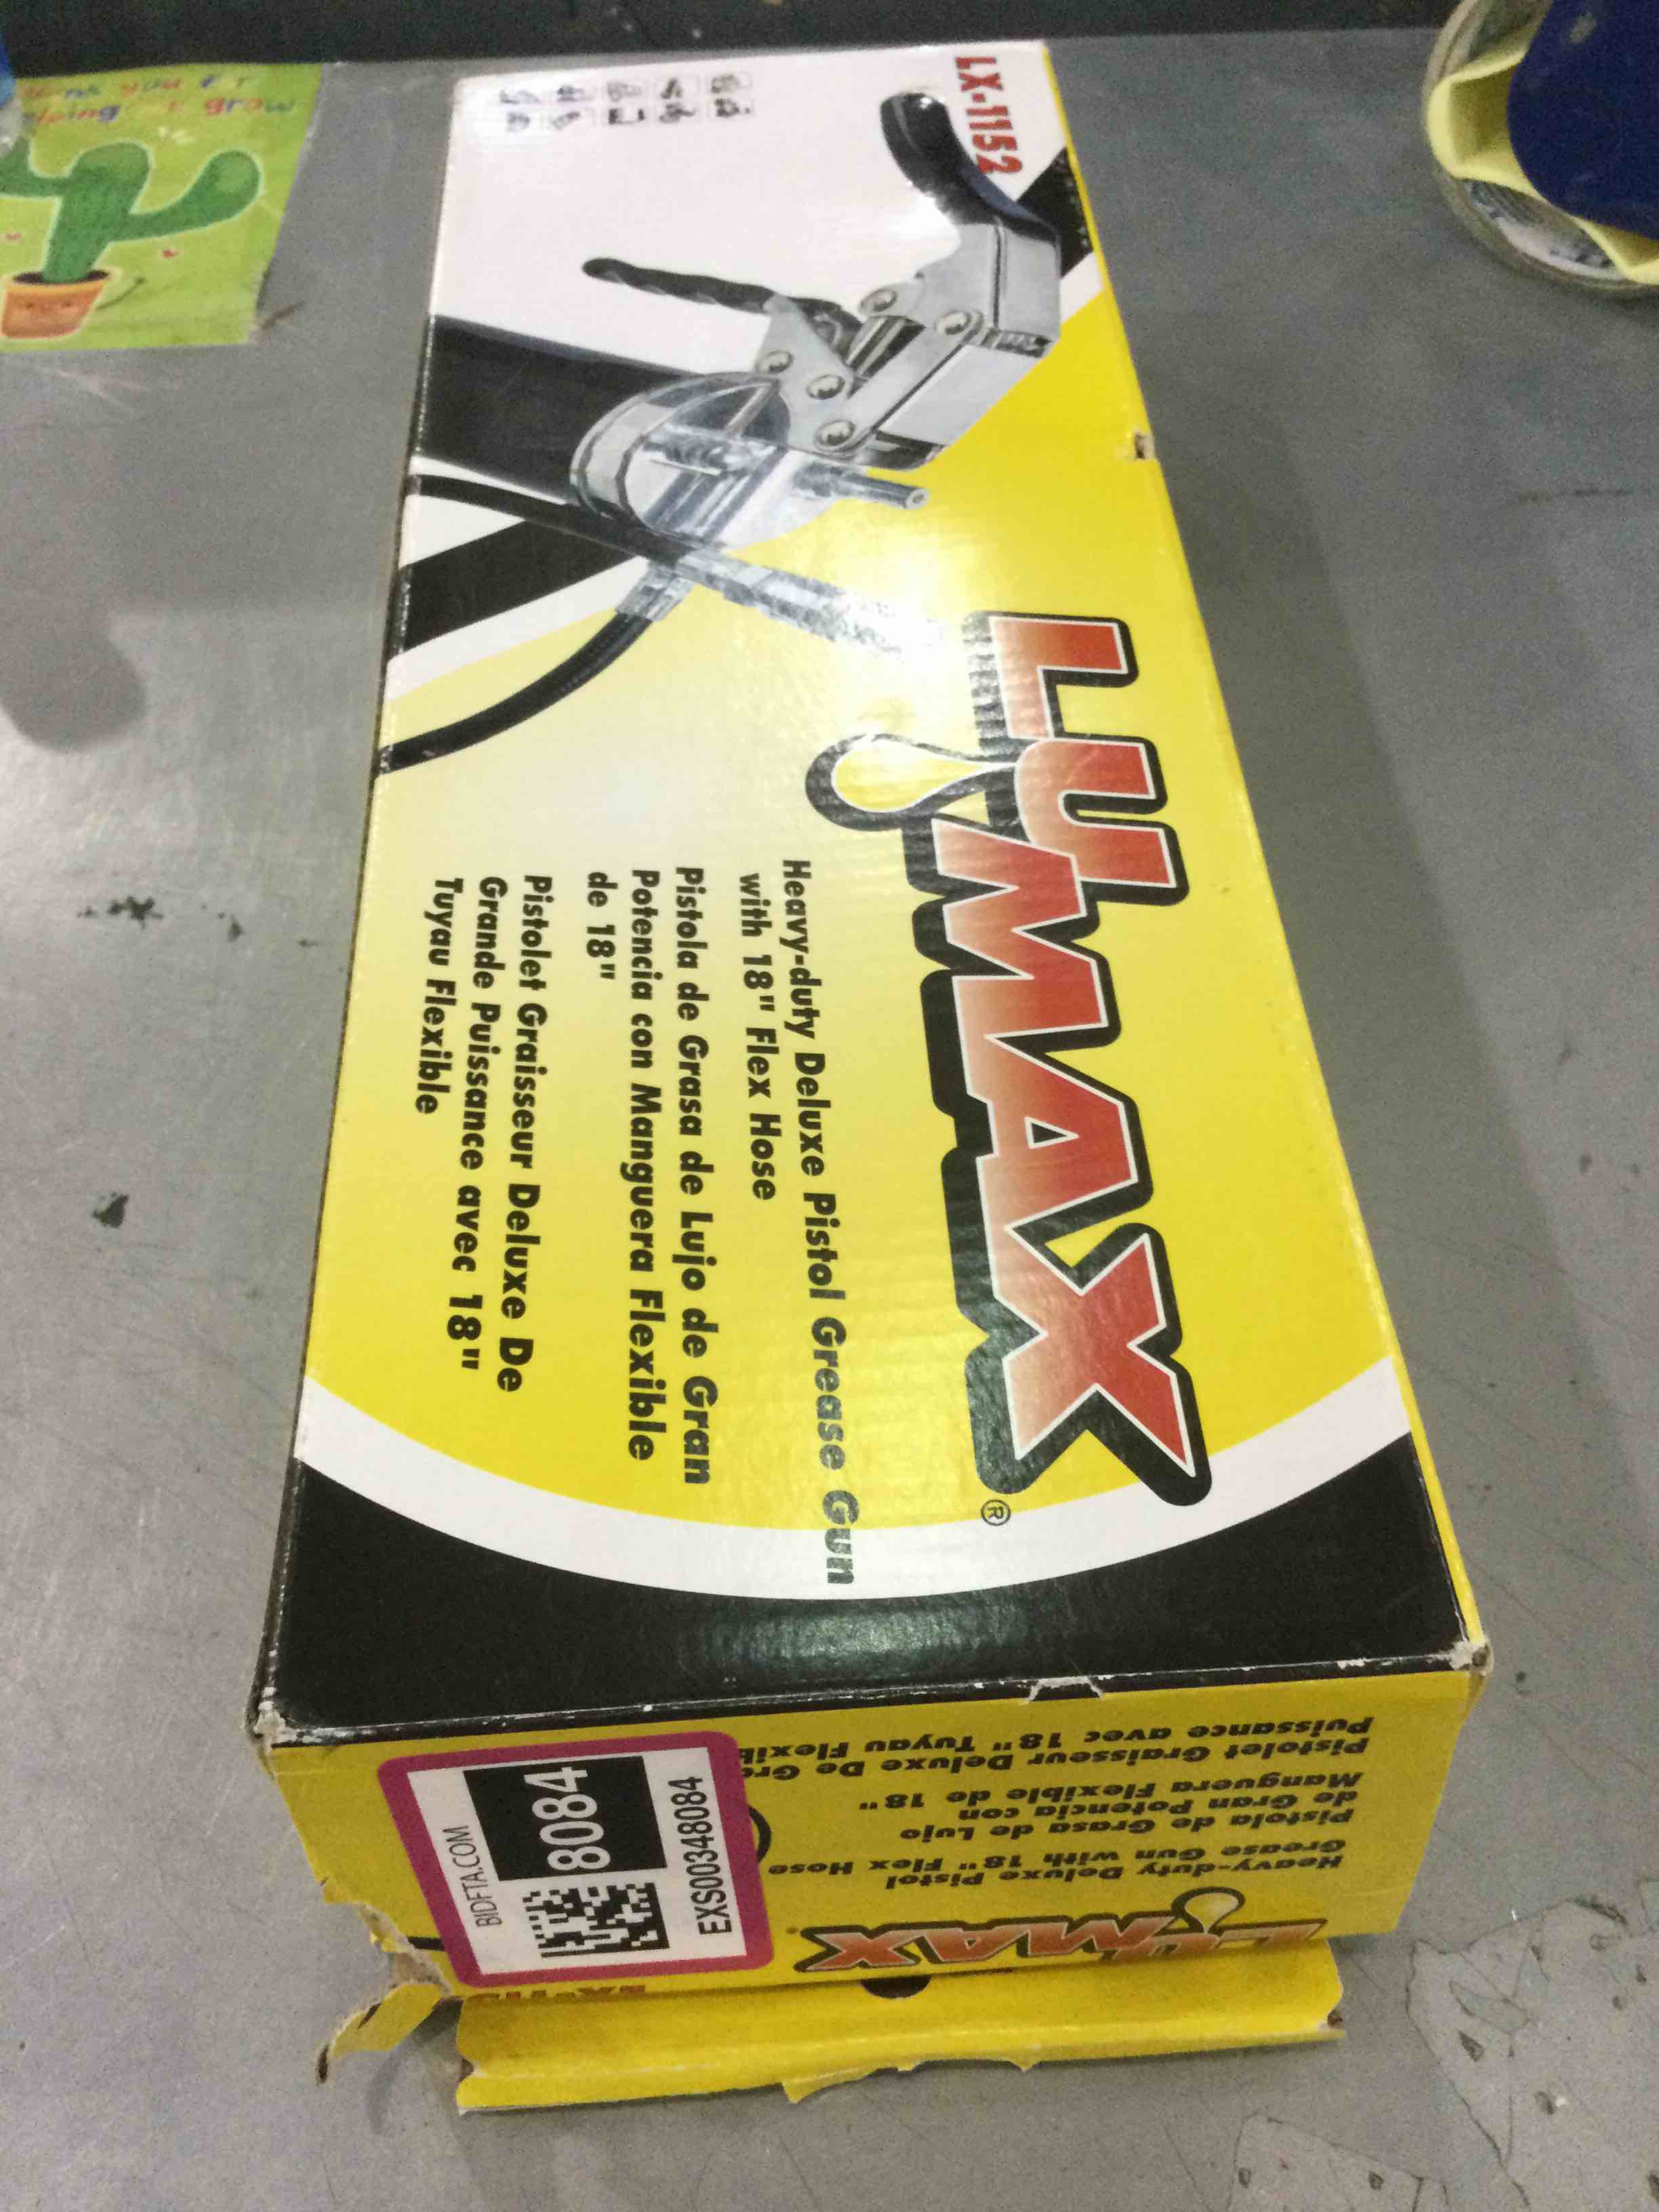 LX-1152
LUMAX®
Heavy-duty Deluxe Pistol Grease Gun
with 18" Flex Hose
Pistola de Grasa de Lujo de Gran
Potencia con Manguera Flexible
de 18"
Pistolet Graisseur Deluxe De
Grande Puissance avec 18"
Tuyau Flexible
LUMAX
Heavy-duty Deluxe Pistol
Grease Gun with 18" Flex Hose
Pistola de Grasa de Lujo
de Gran Potencia con
Manguera Flexible de 18"
Pistolet Graisseur Deluxe De
Puissance avec 18" Tuyau
BIDFTA.COM
8084
EXS00348084
grow